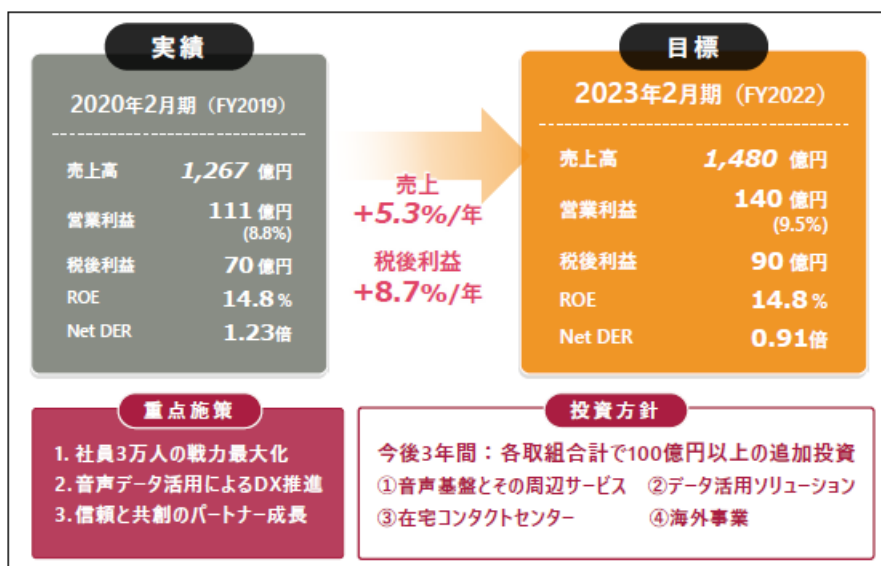 実績
2020年2月期（FY2019）
売上高 1,267 億円
営業利益 111 億円
(8.8%)
税後利益 70 億円
ROE 14.8 %
Net DER 1.23倍
売上
+5.3%/年
税後利益
+8.7%/年
目標
2023年2月期（FY2022）
売上高 1,480 億円
営業利益 140 億円
(9.5%)
税後利益 90 億円
ROE 14.8 %
Net DER 0.91倍
重点施策
1. 社員3万人の戦力最大化
2. 音声データ活用によるDX推進
3. 信頼と共創のパートナー成長
投資方針
今後3年間：各取組合計で100億円以上の追加投資
①音声基盤とその周辺サービス ②データ活用ソリューション
③在宅コンタクトセンター ④海外事業